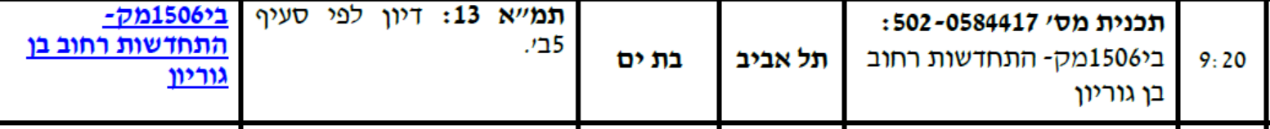 9:20
תכנית מס׳ 502-0584417:
בי1506מק- התחדשות רחוב
בן גוריון
תל אביב
בת ים
תמ״א 13: דיון לפי סעיף
5ב׳.
בי1506מק-
התחדשות רחוב בן
גוריון